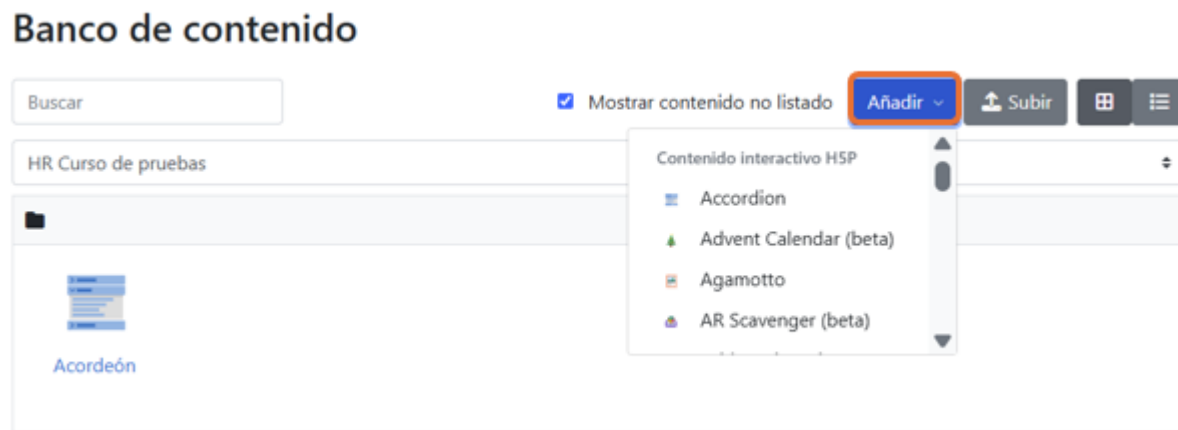 Banco de contenido
Buscar
Mostrar contenido no listado
Añadir
Subir
HR Curso de pruebas
Contenido interactivo H5P
Accordion
Advent Calendar (beta)
Agamotto
AR Scavenger (beta)
Acordeón